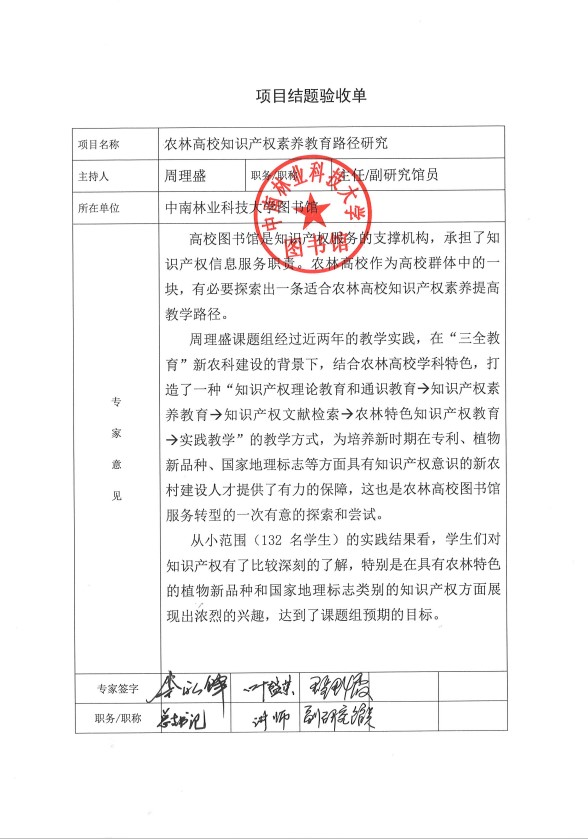 项目结题验收单
项目名称 农林高校知识产权素养教育路径研究
主持人 周理盛 职务/职称 主任/副研究馆员
所在单位 中南林业科技大学图书馆
中南林业科技大学
图书馆
专家意见
高校图书馆是知识产权服务的支撑机构，承担了知
识产权信息服务职责。农林高校作为高校群体中的一
块，有必要探索出一条适合农林高校知识产权素养提高
教学路径。
周理盛课题组经过近两年的教学实践，在“三全
教育”新农科建设的背景下，结合农林高校学科特色，打
造了一种“知识产权理论教育和通识教育→知识产权素
养教育→知识产权文献检索→农林特色知识产权教育
→实践教学”的教学方式，为培养新时期在专利、植物
新品种、国家地理标志等方面具有知识产权意识的新农
村建设人才提供了有力的保障，这也是农林高校图书馆
服务转型的一次有意的探索和尝试。
从小范围（132 名学生）的实践结果看，学生们对
知识产权有了比较深刻的了解，特别是在具有农林特色
的植物新品种和国家地理标志类别的知识产权方面展
现出浓烈的兴趣，达到了课题组预期的目标。
专家签字
职务/职称 总支书记 讲师 副研究馆员